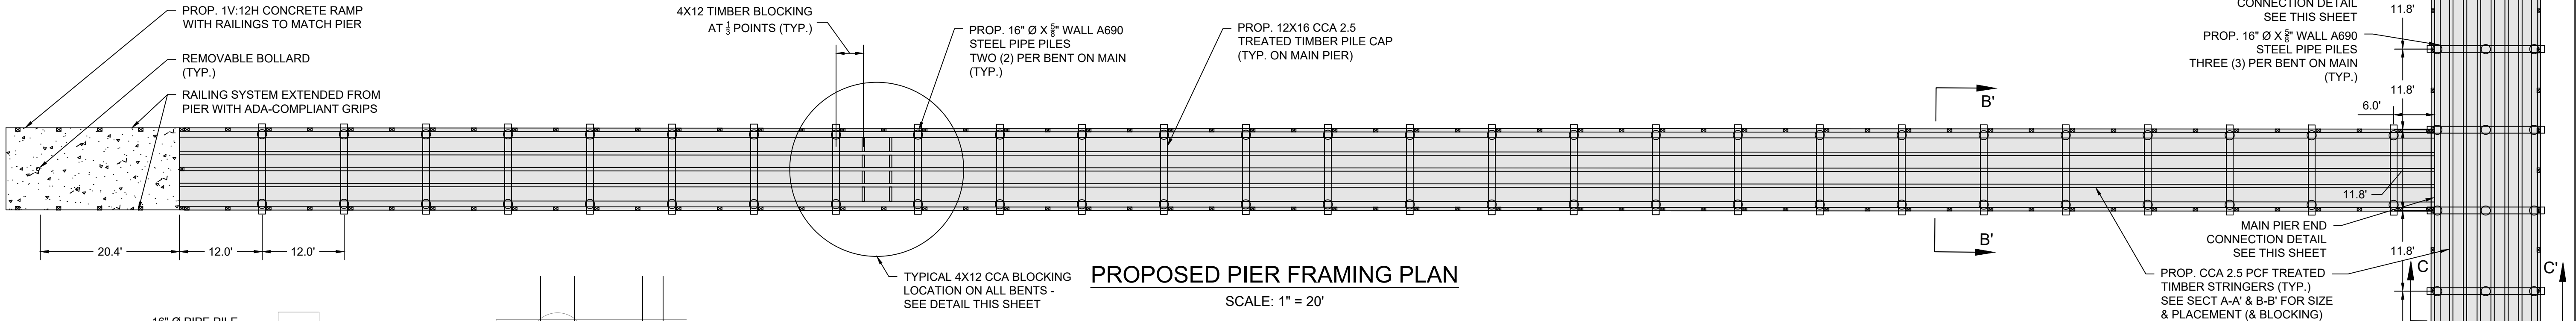 PROP. 1V:12H CONCRETE RAMP
WITH RAILINGS TO MATCH PIER
REMOVABLE BOLLARD
(TYP.)
RAILING SYSTEM EXTENDED FROM
PIER WITH ADA-COMPLIANT GRIPS
4X12 TIMBER BLOCKING
AT 1/3 POINTS (TYP.)
PROP. 16" Ø X 5/8" WALL A690
STEEL PIPE PILES
TWO (2) PER BENT ON MAIN
(TYP.)
PROP. 12X16 CCA 2.5
TREATED TIMBER PILE CAP
(TYP. ON MAIN PIER)
CONNECTION DETAIL
SEE THIS SHEET
PROP. 16" Ø X 5/8" WALL A690
STEEL PIPE PILES
THREE (3) PER BENT ON MAIN
(TYP.)
11.8'
11.8'
6.0'
B'
B'
11.8'
11.8'
20.4'
12.0'
12.0'
MAIN PIER END
CONNECTION DETAIL
SEE THIS SHEET
PROP. CCA 2.5 PCF TREATED
TIMBER STRINGERS (TYP.)
SEE SECT A-A' & B-B' FOR SIZE
& PLACEMENT (& BLOCKING)
C
C'
TYPICAL 4X12 CCA BLOCKING
LOCATION ON ALL BENTS -
SEE DETAIL THIS SHEET
PROPOSED PIER FRAMING PLAN
SCALE: 1" = 20'
16" Ø PIPE PILE